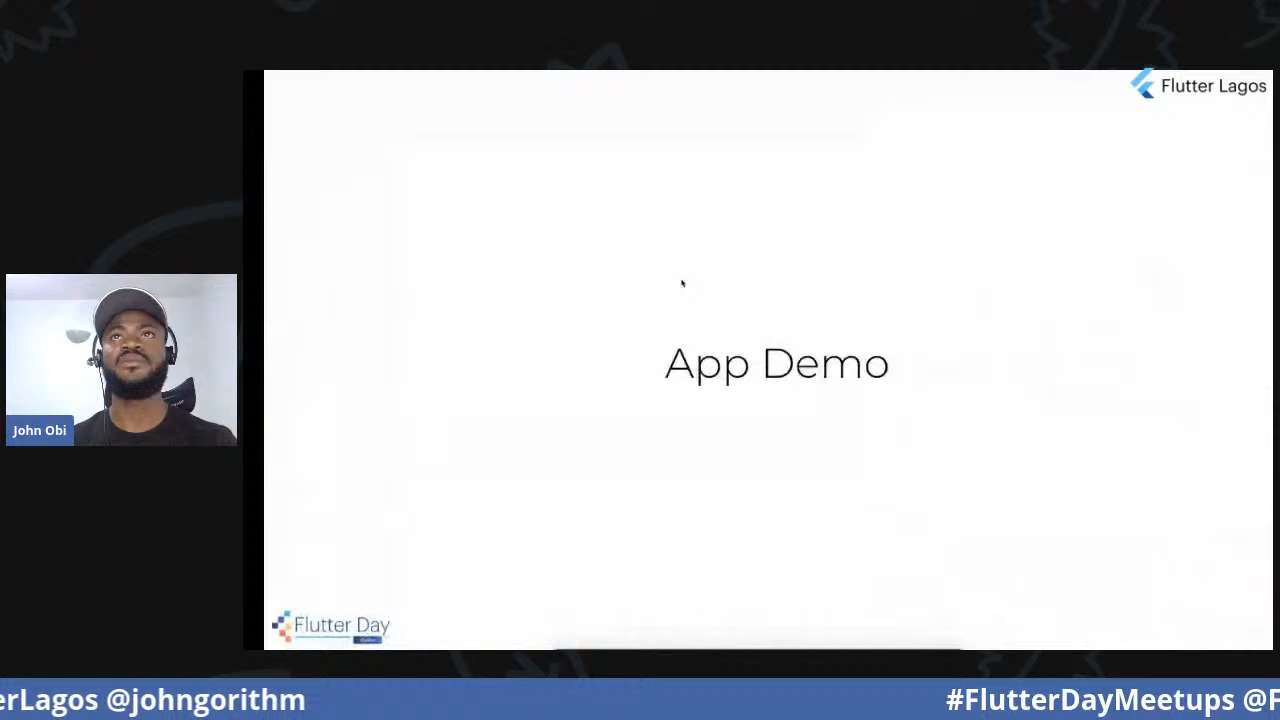 Flutter Lagos
App Demo
John Obi
Flutter Day
erLagos @johngorithm
#FlutterDayMeetups @F